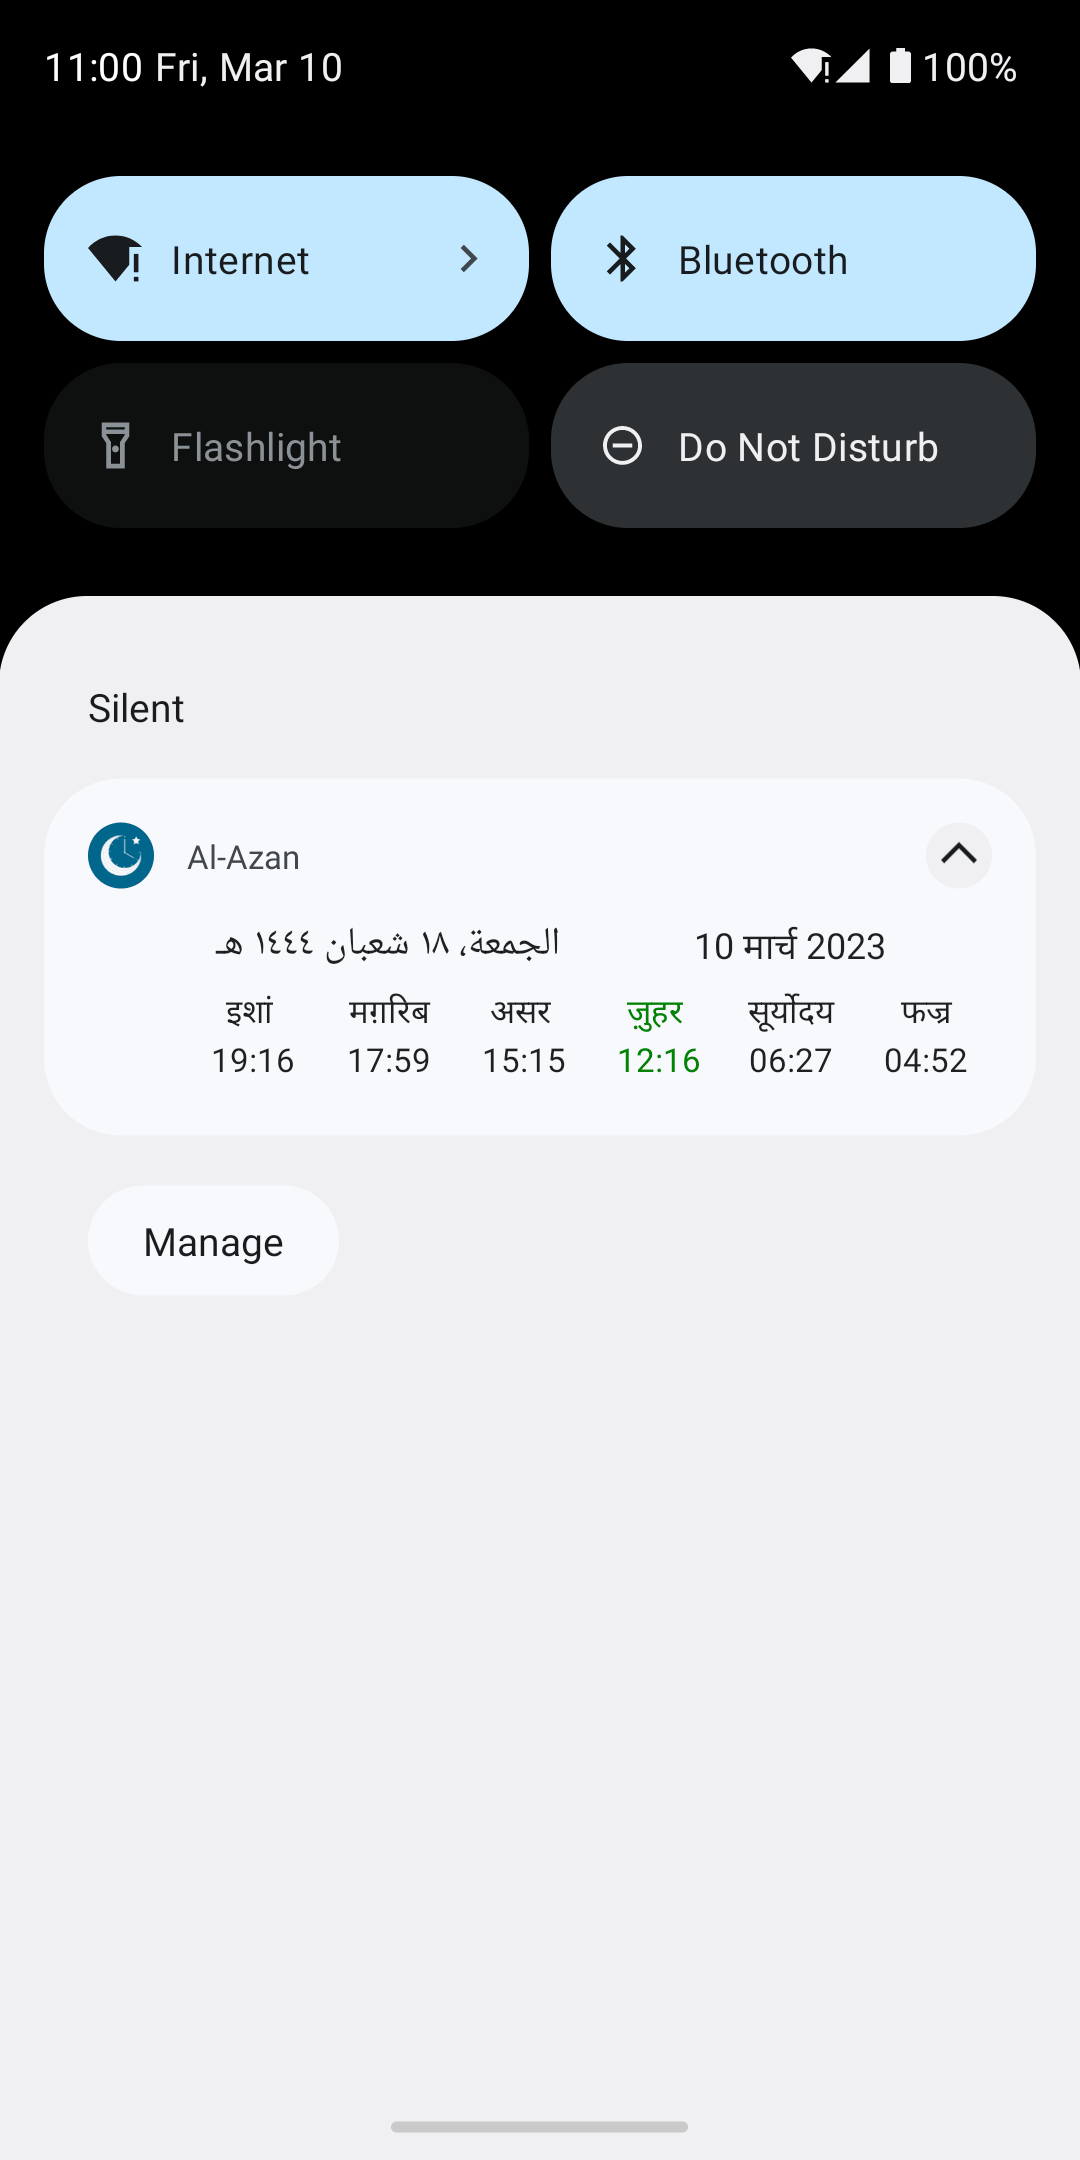 11:00 Fri, Mar 10 100%
Internet
Bluetooth
Flashlight
Do Not Disturb
Silent
Al-Azan
الجمعة، ١٨ شعبان ١٤٤٤ هـ 10 मार्च 2023
इशां मग़रिब असर ज़ुहर सूर्योदय फज्र
19:16 17:59 15:15 12:16 06:27 04:52
Manage